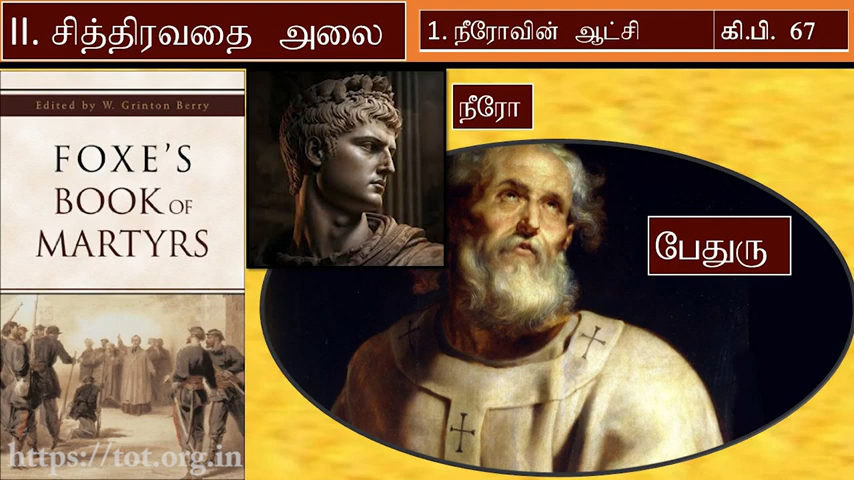 II. சித்திரவதை அலை
1. நீரோவின் ஆட்சி
கி.பி. 67
Edited by W. Grinton Berry
FOXE'S
BOOK OF
MARTYRS
நீரோ
பேதுரு
https://tot.org.in